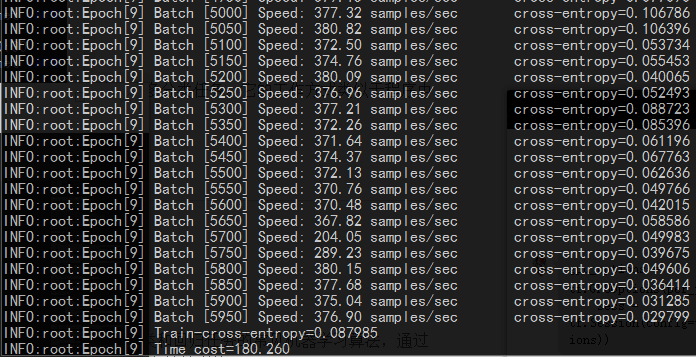 INFO:root:Epoch[9] Batch [5000] Speed: 377.32 samples/sec cross-entropy=0.106786
INFO:root:Epoch[9] Batch [5050] Speed: 380.82 samples/sec cross-entropy=0.106396
INFO:root:Epoch[9] Batch [5100] Speed: 372.50 samples/sec cross-entropy=0.053734
INFO:root:Epoch[9] Batch [5150] Speed: 374.76 samples/sec cross-entropy=0.055453
INFO:root:Epoch[9] Batch [5200] Speed: 380.09 samples/sec cross-entropy=0.040065
INFO:root:Epoch[9] Batch [5250] Speed: 376.96 samples/sec cross-entropy=0.052493
INFO:root:Epoch[9] Batch [5300] Speed: 377.21 samples/sec cross-entropy=0.088723
INFO:root:Epoch[9] Batch [5350] Speed: 372.26 samples/sec cross-entropy=0.085396
INFO:root:Epoch[9] Batch [5400] Speed: 371.64 samples/sec cross-entropy=0.061196
INFO:root:Epoch[9] Batch [5450] Speed: 374.37 samples/sec cross-entropy=0.067763
INFO:root:Epoch[9] Batch [5500] Speed: 372.13 samples/sec cross-entropy=0.062636
INFO:root:Epoch[9] Batch [5550] Speed: 370.76 samples/sec cross-entropy=0.049766
INFO:root:Epoch[9] Batch [5600] Speed: 370.48 samples/sec cross-entropy=0.042015
INFO:root:Epoch[9] Batch [5650] Speed: 367.82 samples/sec cross-entropy=0.058586
INFO:root:Epoch[9] Batch [5700] Speed: 204.05 samples/sec cross-entropy=0.049983
INFO:root:Epoch[9] Batch [5750] Speed: 289.23 samples/sec cross-entropy=0.039675
INFO:root:Epoch[9] Batch [5800] Speed: 380.15 samples/sec cross-entropy=0.049606
INFO:root:Epoch[9] Batch [5850] Speed: 377.68 samples/sec cross-entropy=0.036414
INFO:root:Epoch[9] Batch [5900] Speed: 375.04 samples/sec cross-entropy=0.031285
INFO:root:Epoch[9] Batch [5950] Speed: 376.90 samples/sec cross-entropy=0.029799
INFO:root:Epoch[9] Train-cross-entropy=0.087985
INFO:root:Epoch[9] Time cost=180.260